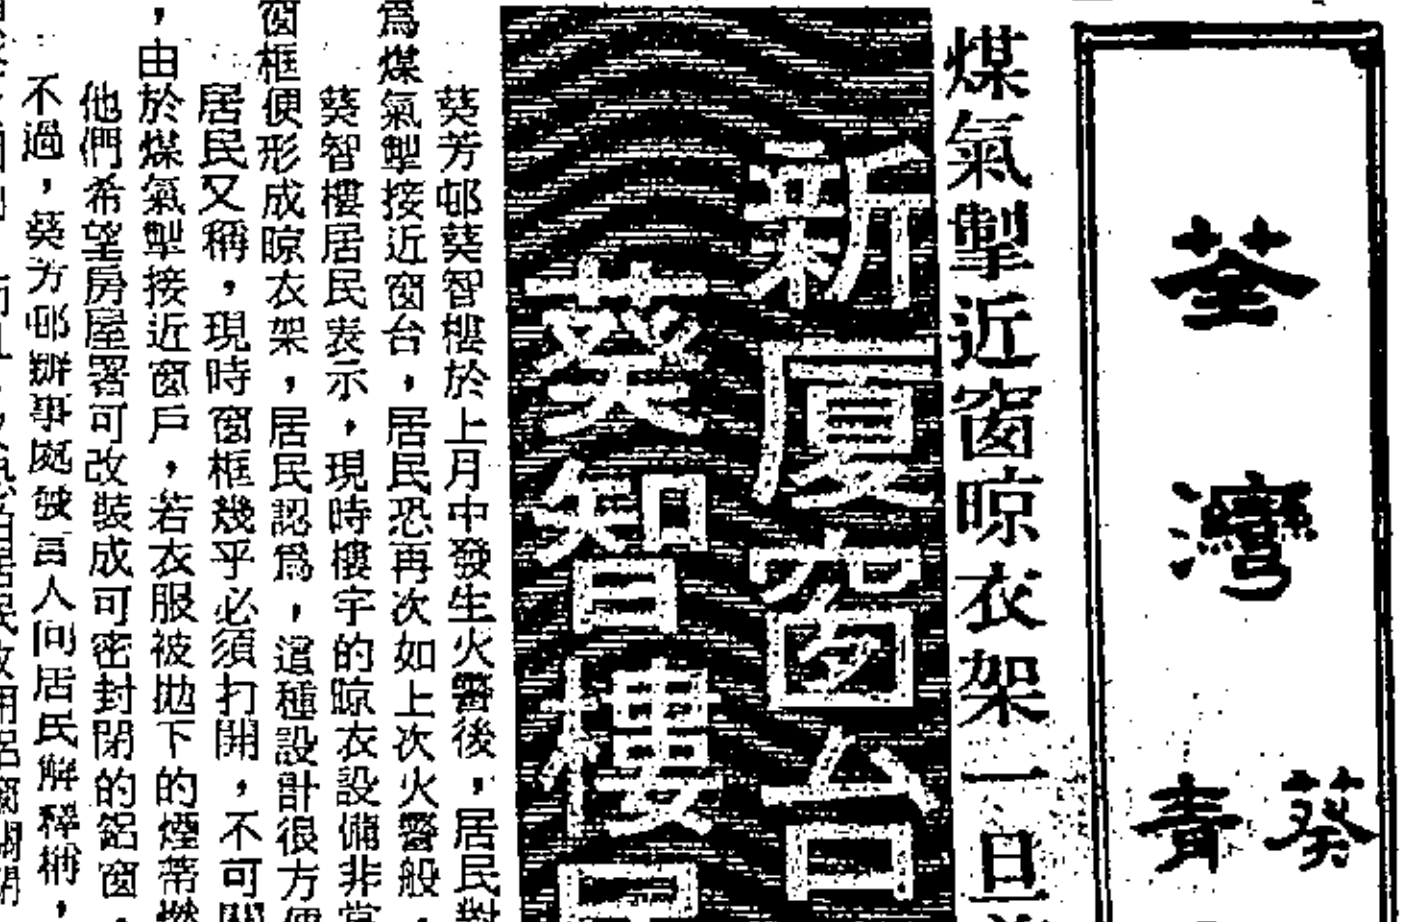 荃灣
葵青
煤氣掣近窗晾衣架一旦
新厦窗台
葵智樓居
葵芳邨葵智樓於上月中發生火警後，居民對
爲煤氣掣接近窗台，居民恐再次如上次火警般，
葵智樓居民表示，現時樓宇的晾衣設備非常
窗框便形成晾衣架，居民認爲，這種設計很方便
居民又稱，現時窗框幾乎必須打開，不可關
，由於煤氣掣接近窗戶，若衣服被拋下的煙蒂燃
他們希望房屋署可改裝成可密封閉的鋁窗，
不過，葵方邨辦事處發言人向居民解釋稱，